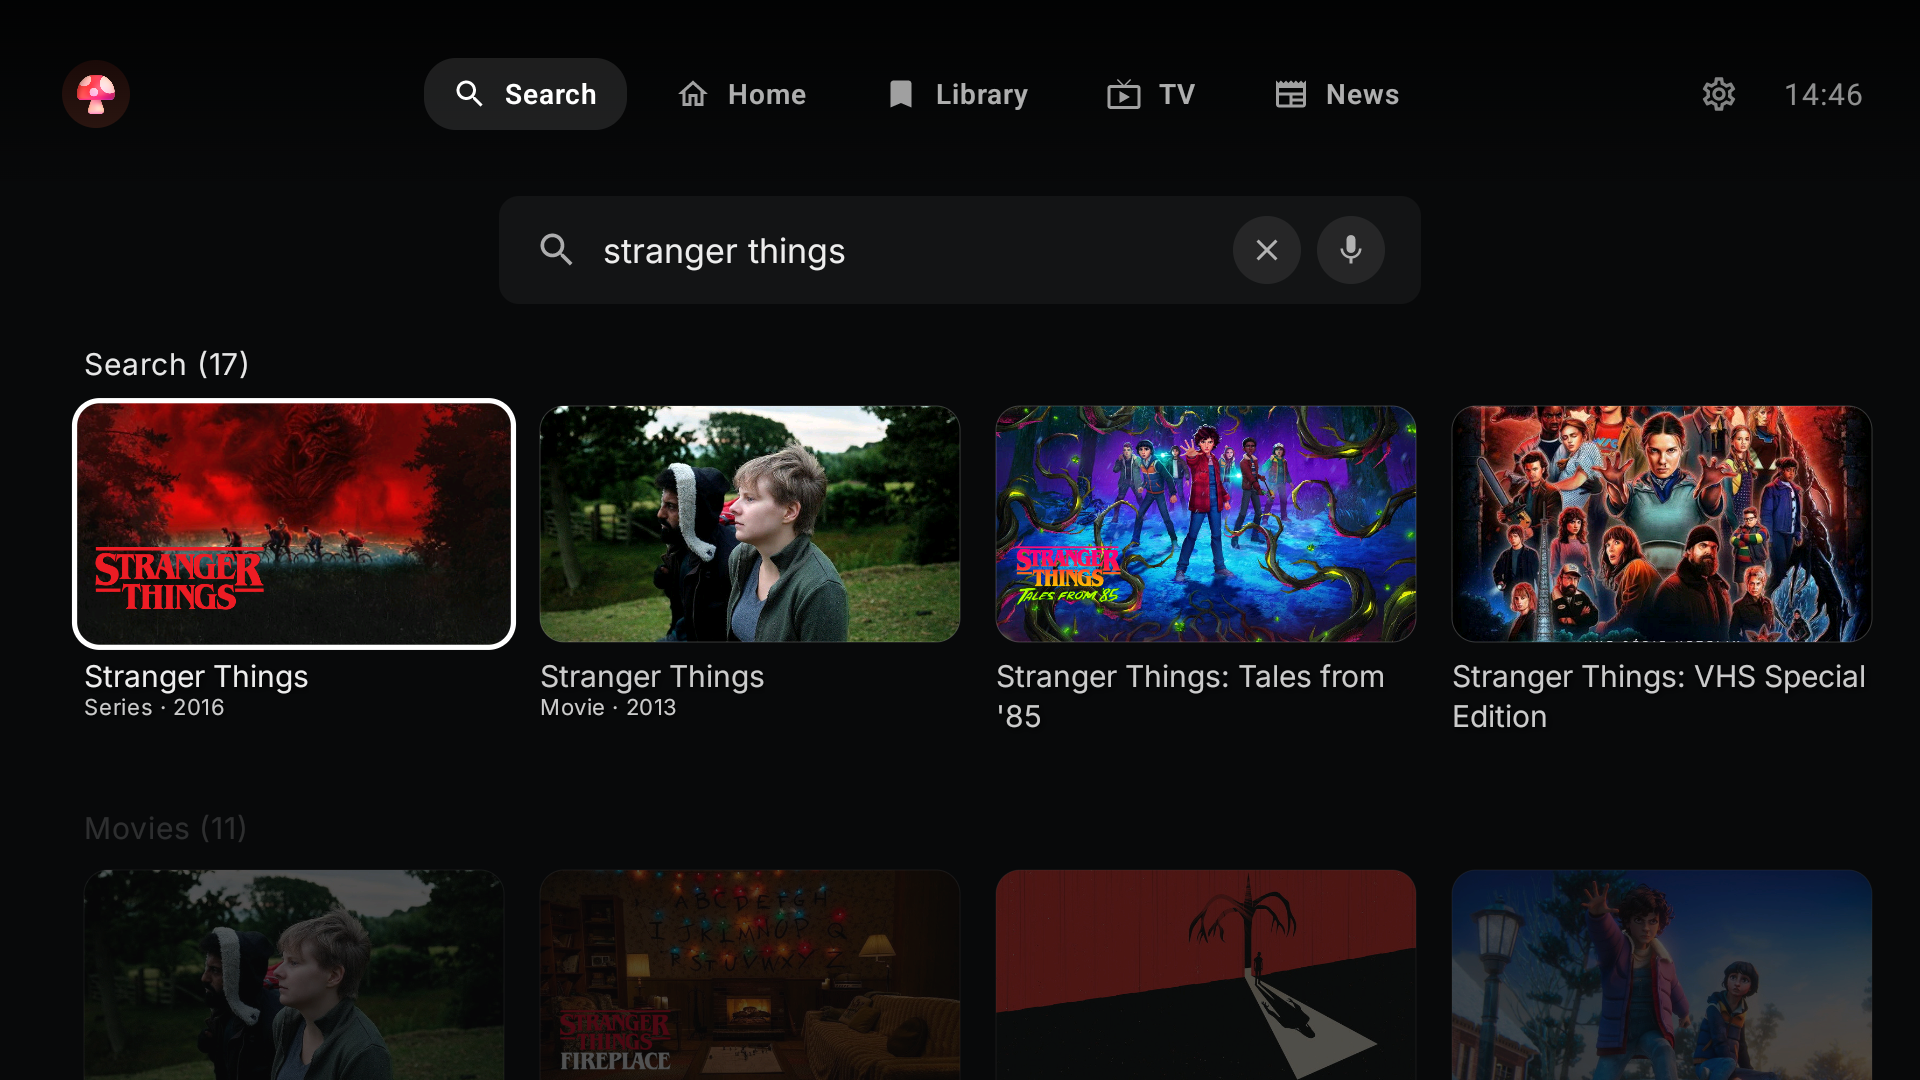 Search
Home
Library
TV
News
14:46
stranger things
Search (17)
STRANGER
THINGS
STRANGER
THINGS
TALES FROM '85
Stranger Things
Series · 2016
Stranger Things
Movie · 2013
Stranger Things: Tales from
'85
Stranger Things: VHS Special
Edition
Movies (11)
A B C D E F G H
I J K L M N O P Q
R S T U V W X Y Z
STRANGER
THINGS
FIREPLACE